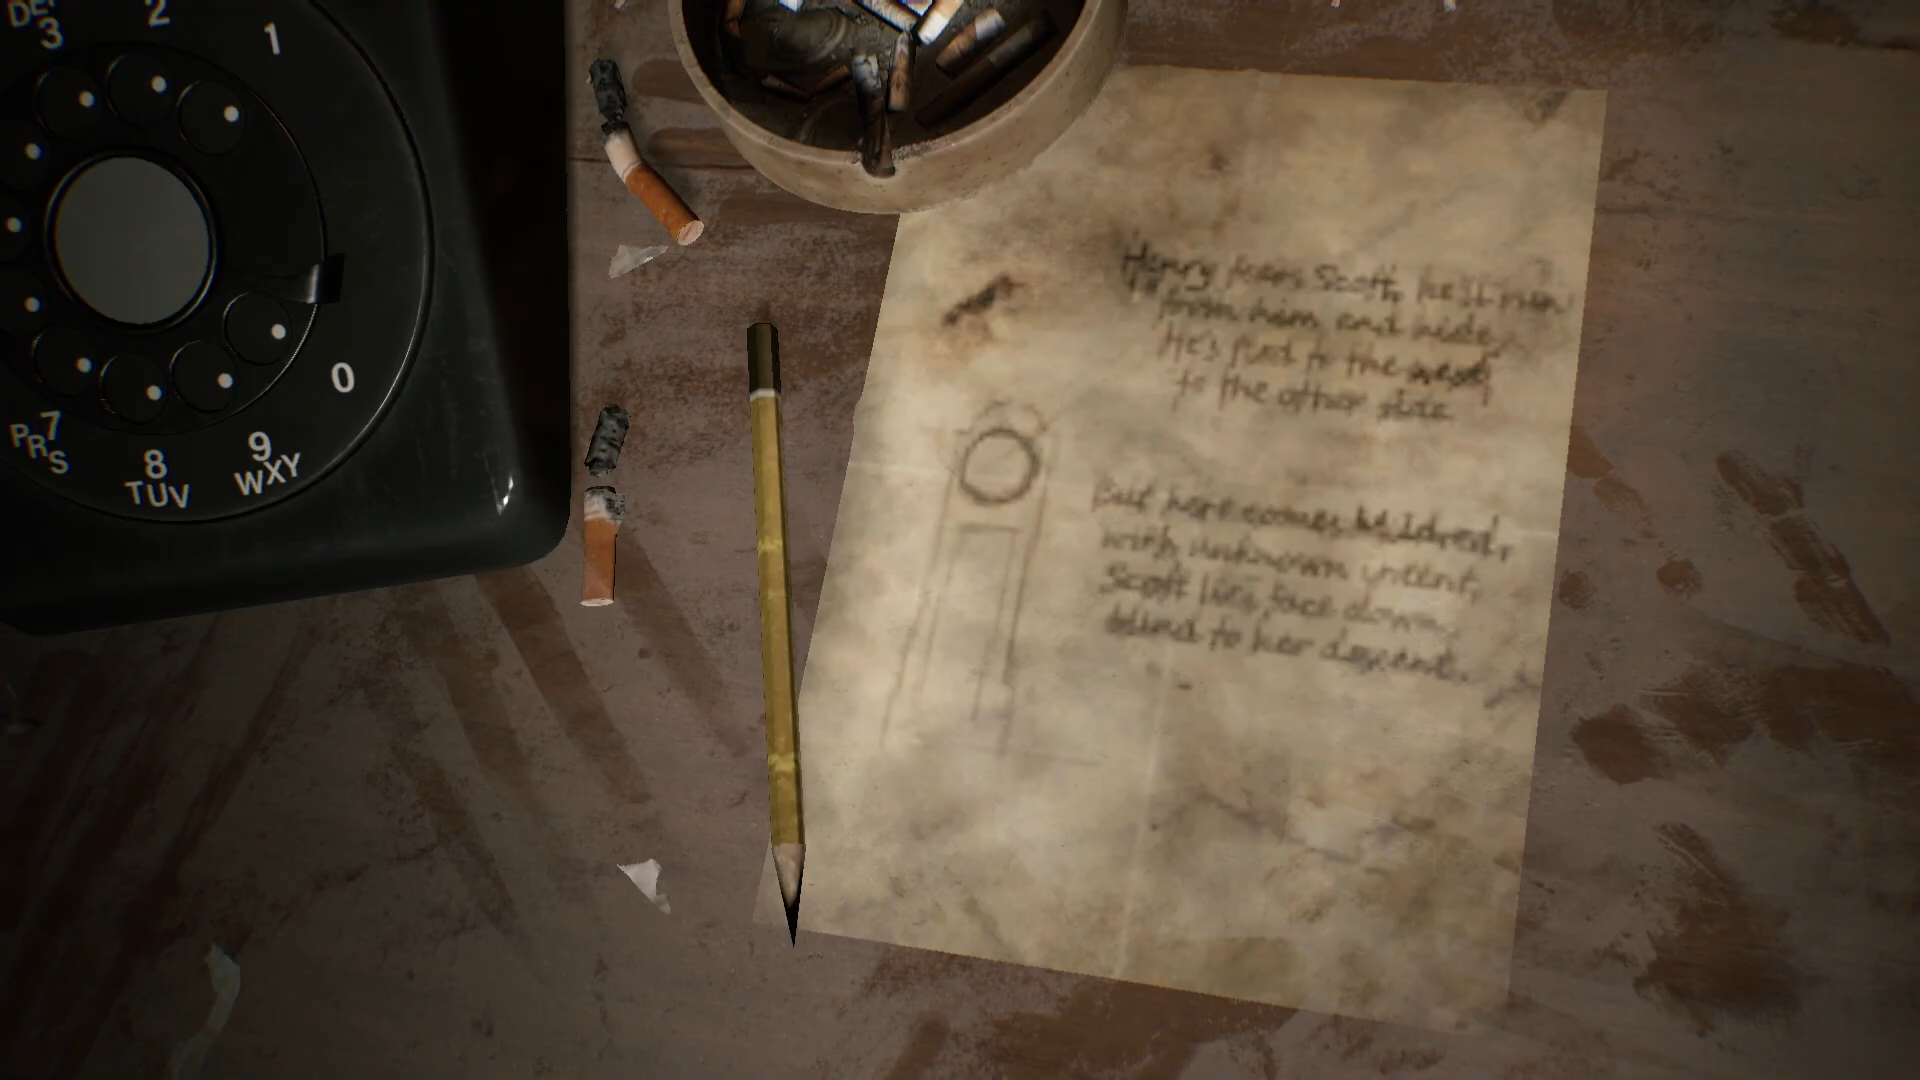 DE
3
2
1
0
PRS 7
8
TUV
9
WXY
Henry fears Scott, he'll run
from him and hide.
He's fled to the west,
to the other side
But here comes Mildred,
with unknown intent,
Scott lies face down,
blind to her descent.